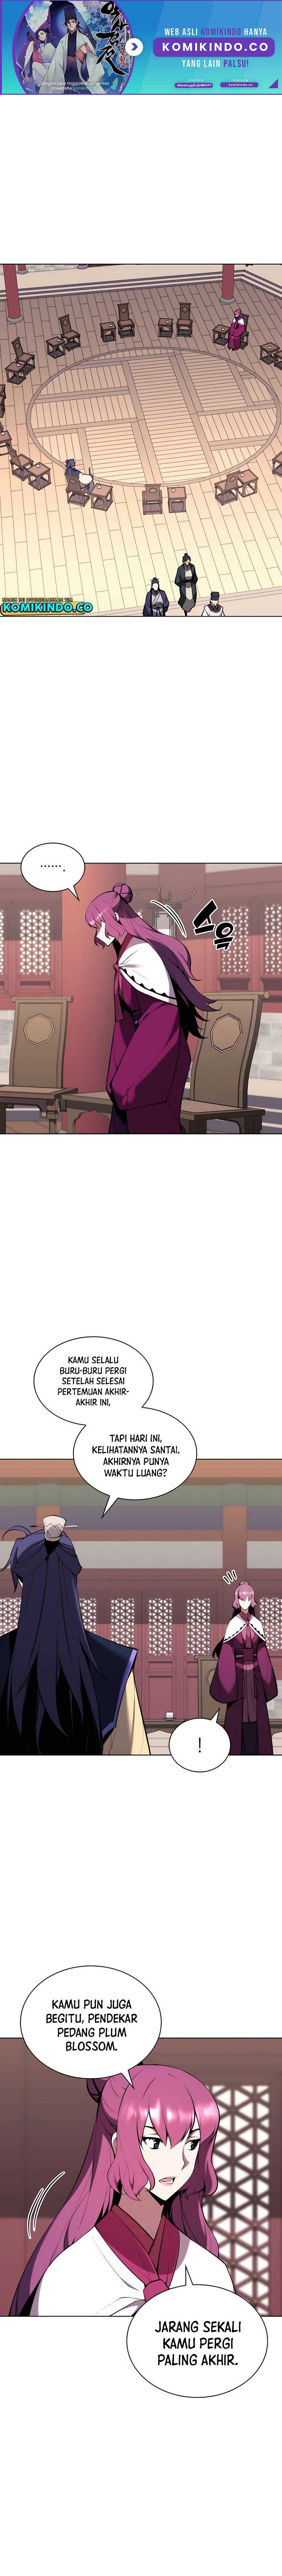 WEB ASLI KOMIKINDO HANYA
KOMIKINDO.CO
YANG LAIN PALSU!
KOMIKINDO.CO
......
스윽
KAMU SELALU
BURU-BURU PERGI
SETELAH SELESAI
PERTEMUAN AKHIR-
AKHIR INI,
TAPI HARI INI,
KELIHATANNYA SANTAI.
AKHIRNYA PUNYA
WAKTU LUANG?
!
KAMU PUN JUGA
BEGITU, PENDEKAR
PEDANG PLUM
BLOSSOM.
JARANG SEKALI
KAMU PERGI
PALING AKHIR.